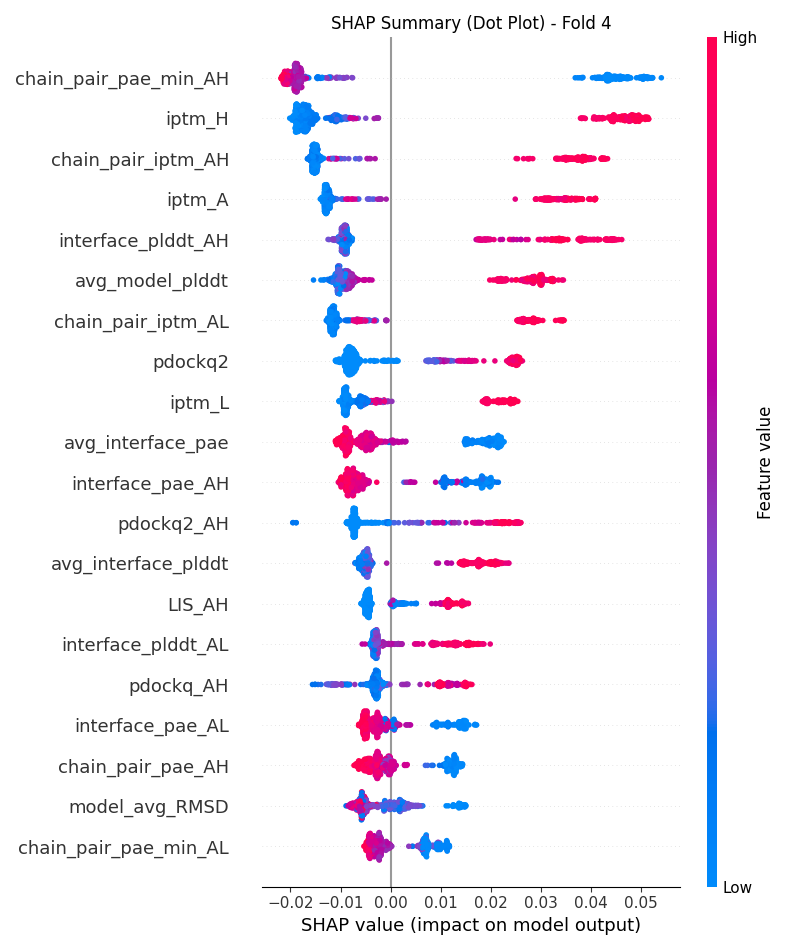 SHAP Summary (Dot Plot) - Fold 4
High
chain_pair_pae_min_AH
iptm_H
chain_pair_iptm_AH
iptm_A
interface_plddt_AH
avg_model_plddt
chain_pair_iptm_AL
pdockq2
iptm_L
avg_interface_pae
interface_pae_AH
pdockq2_AH
avg_interface_plddt
LIS_AH
interface_plddt_AL
pdockq_AH
interface_pae_AL
chain_pair_pae_AH
model_avg_RMSD
chain_pair_pae_min_AL
Feature value
Low
−0.02 −0.01 0.00 0.01 0.02 0.03 0.04 0.05
SHAP value (impact on model output)